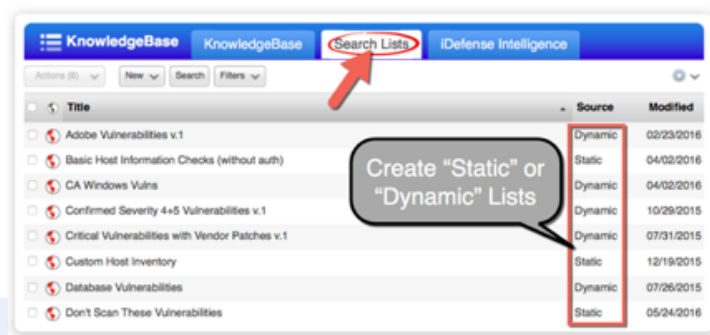 KnowledgeBase KnowledgeBase Search Lists iDefense Intelligence
Actions (0) New Search Filters
Title Source Modified
Adobe Vulnerabilities v.1 Dynamic 02/23/2016
Basic Host Information Checks (without auth) Static 04/02/2016
CA Windows Vulns Dynamic 04/02/2016
Confirmed Severity 4+5 Vulnerabilities v.1 Dynamic 10/29/2015
Critical Vulnerabilities with Vendor Patches v.1 Dynamic 07/31/2015
Custom Host Inventory Static 12/19/2015
Database Vulnerabilities Dynamic 07/26/2015
Don't Scan These Vulnerabilities Static 05/24/2016
Create “Static” or
“Dynamic” Lists